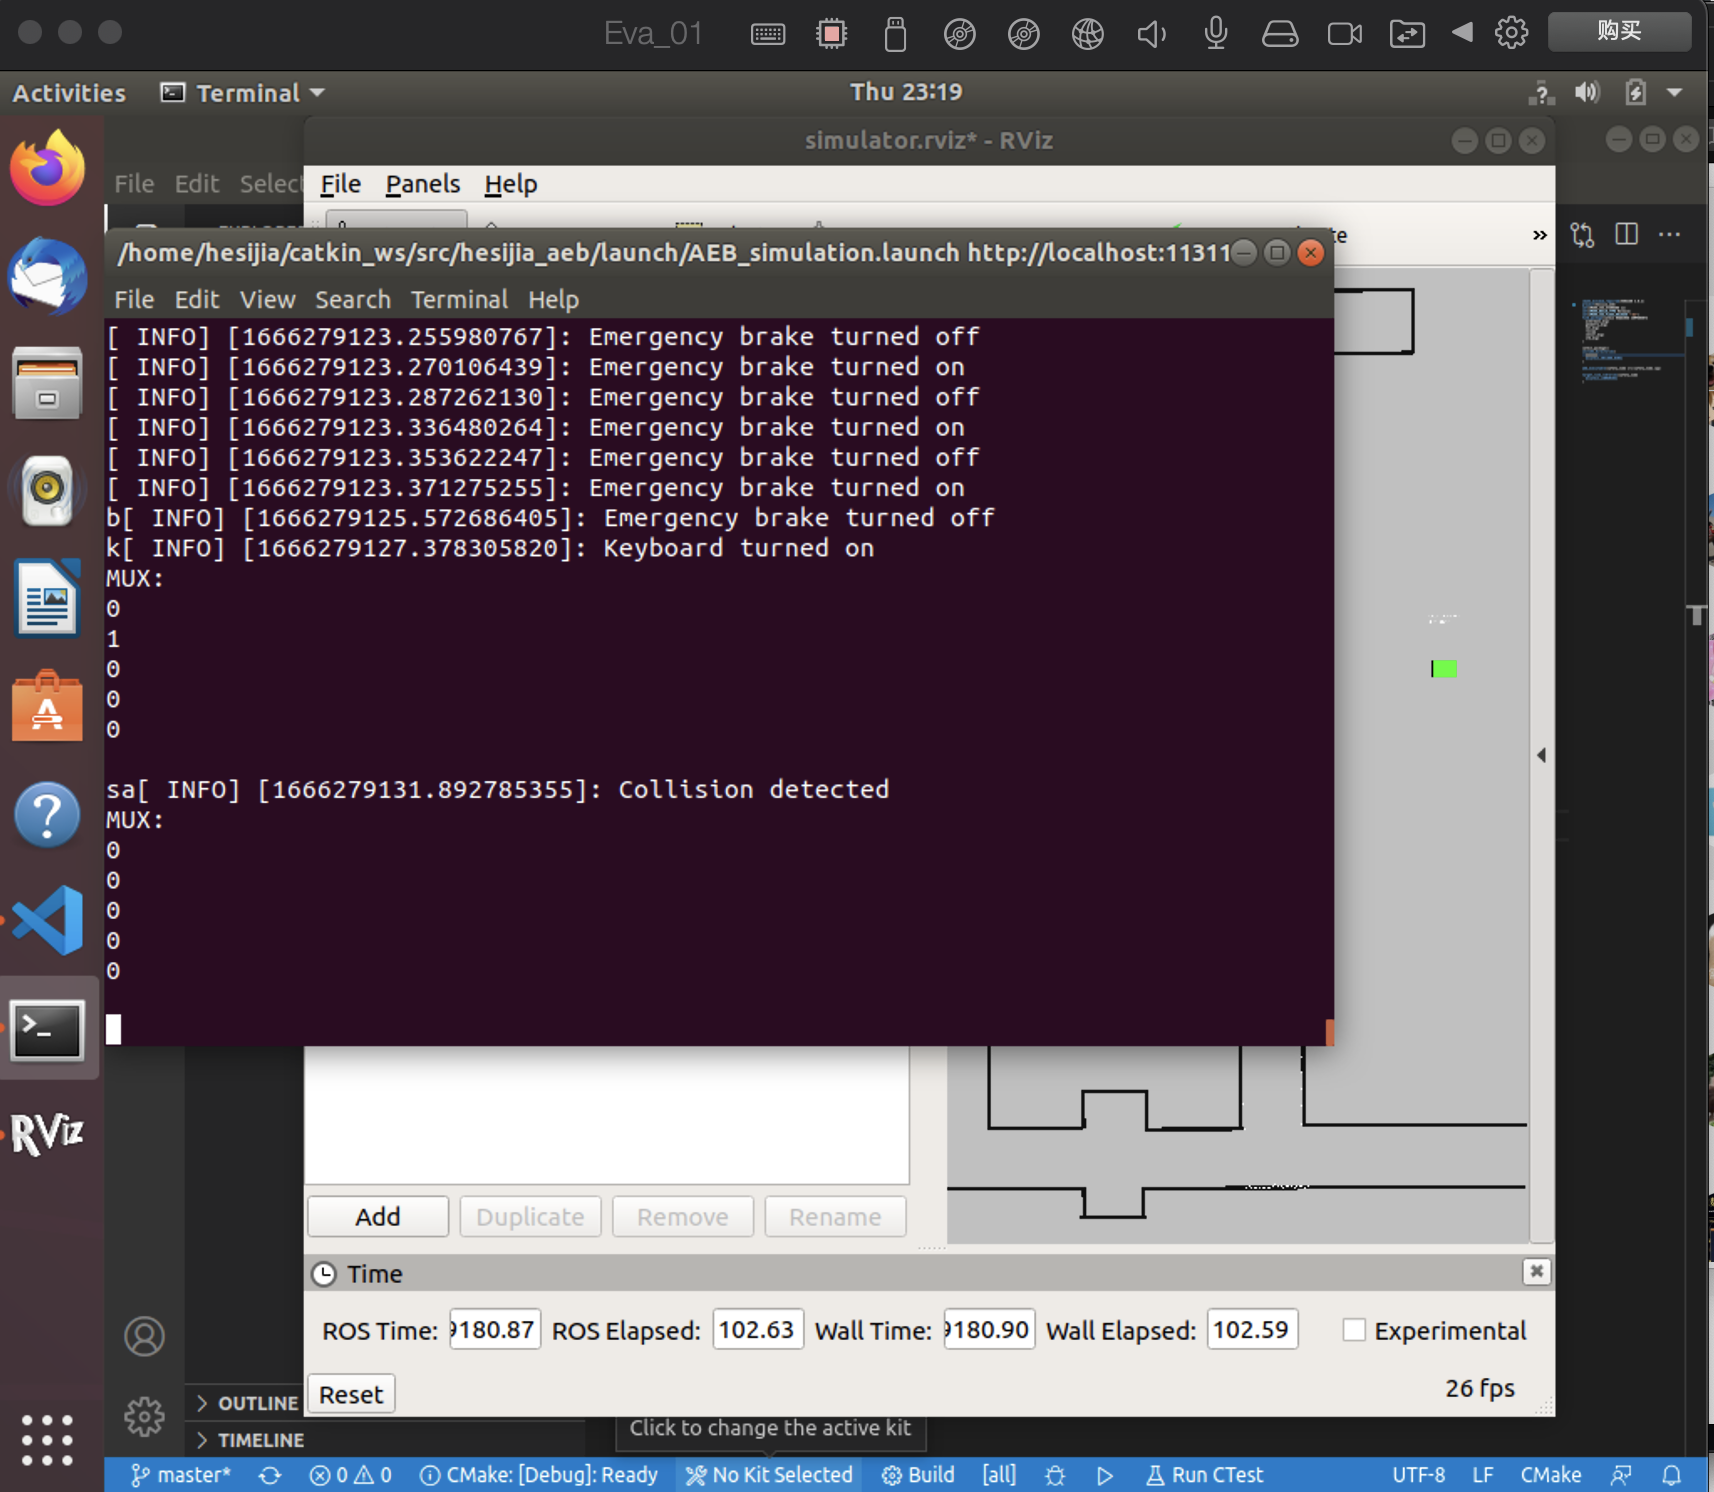 Eva_01
购买
Activities
Terminal
Thu 23:19
simulator.rviz* - RViz
File Edit Select
File Panels Help
/home/hesijia/catkin_ws/src/hesijia_aeb/launch/AEB_simulation.launch http://localhost:11311
»
File Edit View Search Terminal Help
[ INFO] [1666279123.255980767]: Emergency brake turned off
[ INFO] [1666279123.270106439]: Emergency brake turned on
[ INFO] [1666279123.287262130]: Emergency brake turned off
[ INFO] [1666279123.336480264]: Emergency brake turned on
[ INFO] [1666279123.353622247]: Emergency brake turned off
[ INFO] [1666279123.371275255]: Emergency brake turned on
b[ INFO] [1666279125.572686405]: Emergency brake turned off
k[ INFO] [1666279127.378305820]: Keyboard turned on
MUX:
0
1
0
0
0
sa[ INFO] [1666279131.892785355]: Collision detected
MUX:
0
0
0
0
0
RViz
Add Duplicate Remove Rename
Time
ROS Time: 9180.87 ROS Elapsed: 102.63 Wall Time: 9180.90 Wall Elapsed: 102.59 Experimental
Reset
26 fps
OUTLINE
Click to change the active kit
TIMELINE
master* 0 0 CMake: [Debug]: Ready No Kit Selected Build [all] Run CTest UTF-8 LF CMake